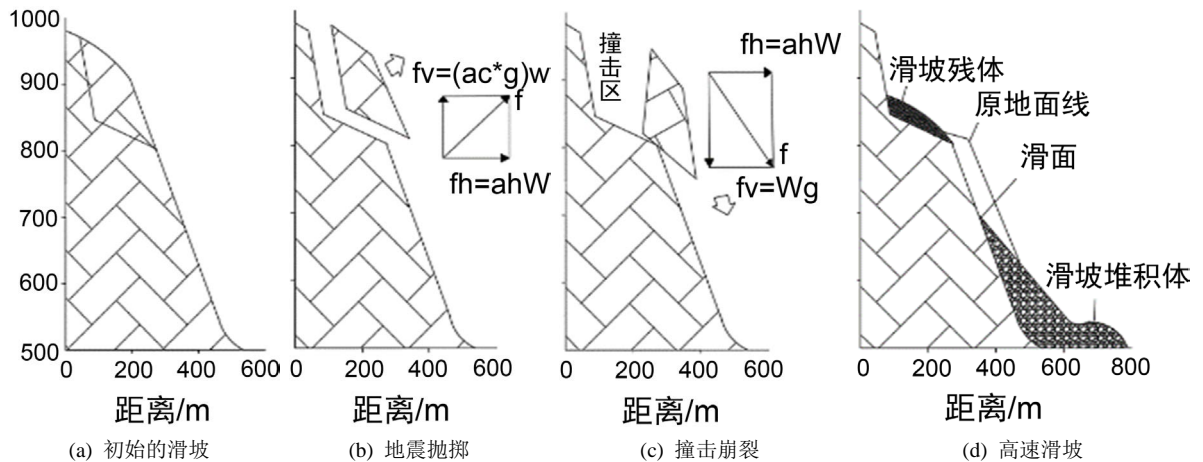 1000
900
800
700
600
500
0 200 400 600
距离/m
(a) 初始的滑坡
fv=(ac*g)w
f
fh=ahW
0 200 400 600
距离/m
(b) 地震抛掷
撞击区
fh=ahW
f
fv=Wg
0 200 400 600
距离/m
(c) 撞击崩裂
滑坡残体
原地面线
滑面
滑坡堆积体
0 200 400 600 800
距离/m
(d) 高速滑坡